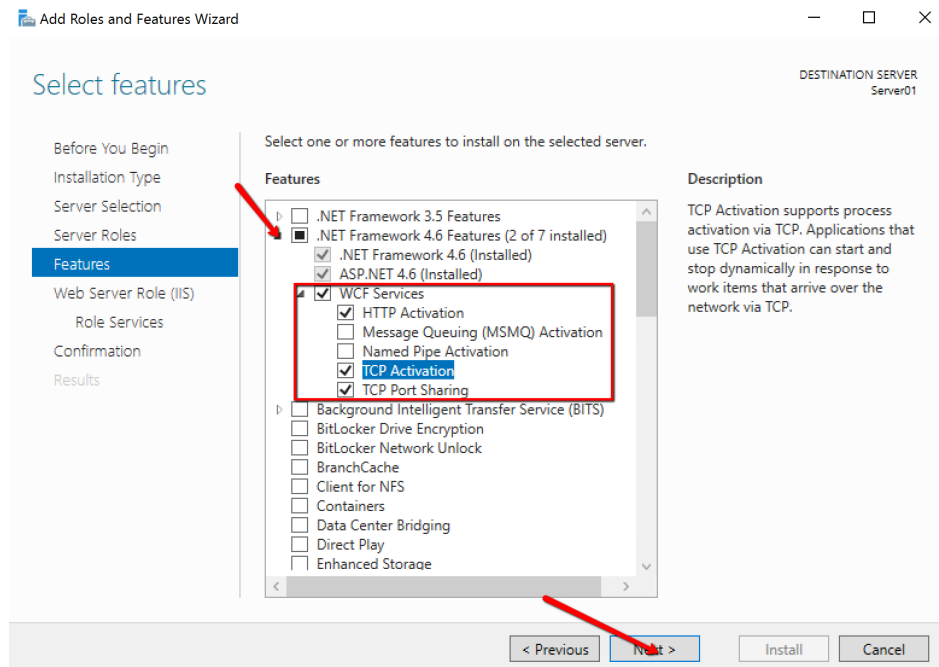 Add Roles and Features Wizard
Select features
DESTINATION SERVER
Server01
Before You Begin
Installation Type
Server Selection
Server Roles
Features
Web Server Role (IIS)
Role Services
Confirmation
Results
Select one or more features to install on the selected server.
Features
.NET Framework 3.5 Features
.NET Framework 4.6 Features (2 of 7 installed)
.NET Framework 4.6 (Installed)
ASP.NET 4.6 (Installed)
WCF Services
HTTP Activation
Message Queuing (MSMQ) Activation
Named Pipe Activation
TCP Activation
TCP Port Sharing
Background Intelligent Transfer Service (BITS)
BitLocker Drive Encryption
BitLocker Network Unlock
BranchCache
Client for NFS
Containers
Data Center Bridging
Direct Play
Enhanced Storage
Description
TCP Activation supports process
activation via TCP. Applications that
use TCP Activation can start and
stop dynamically in response to
work items that arrive over the
network via TCP.
< Previous
Next >
Install
Cancel